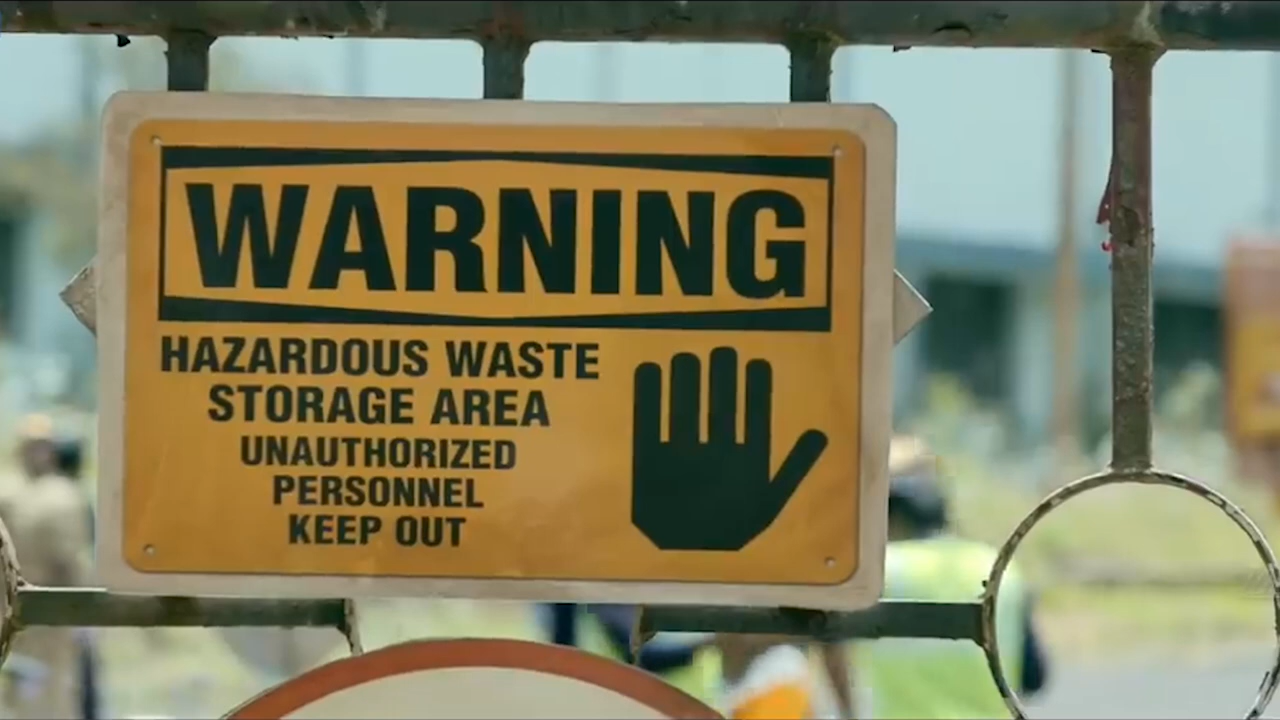 WARNING
HAZARDOUS WASTE
STORAGE AREA
UNAUTHORIZED
PERSONNEL
KEEP OUT